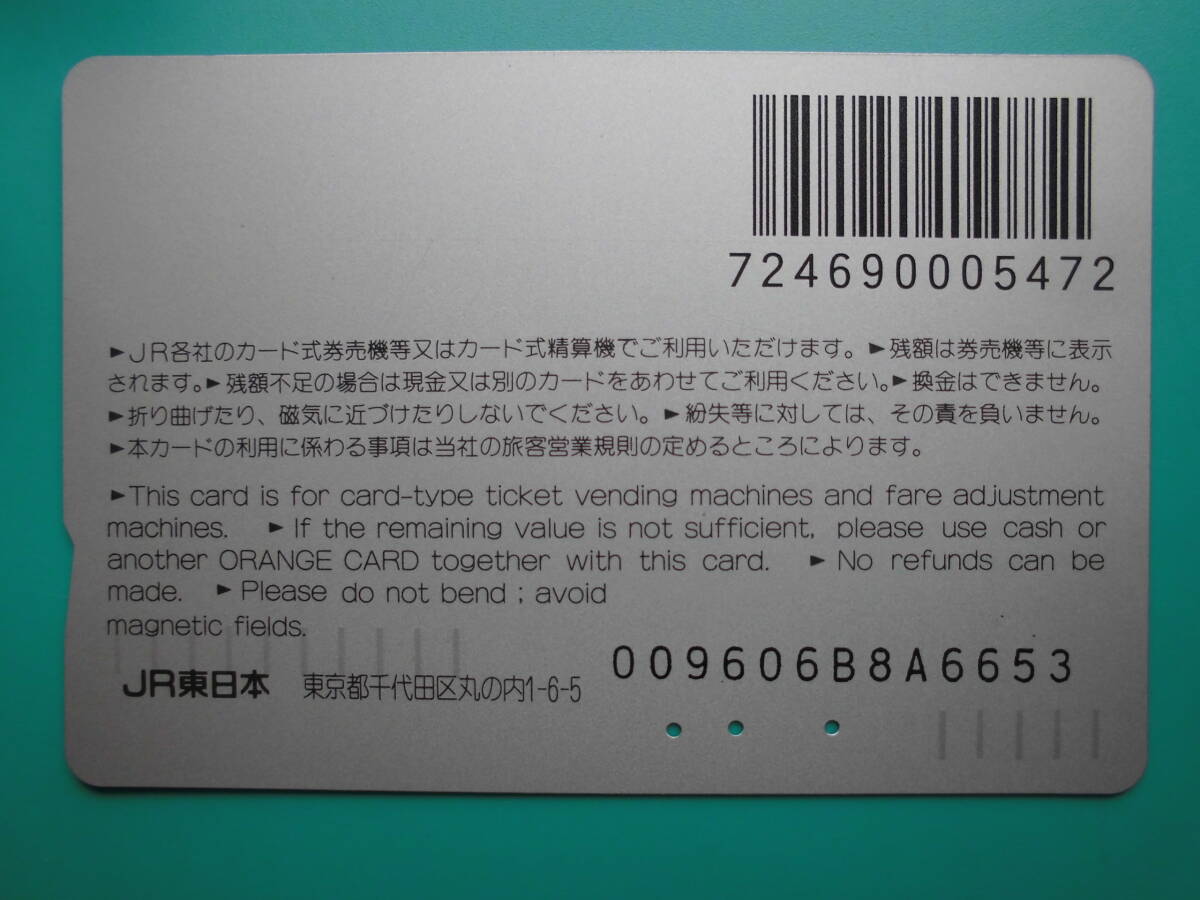 724690005472
►JR各社のカード式券売機等又はカード式精算機でご利用いただけます。►残額は券売機等に表示
されます。►残額不足の場合は現金又は別のカードをあわせてご利用ください。►換金はできません。
►折り曲げたり、磁気に近づけたりしないでください。►紛失等に対しては、その責を負いません。
►本カードの利用に係わる事項は当社の旅客営業規則の定めるところによります。
►This card is for card-type ticket vending machines and fare adjustment
machines. ►If the remaining value is not sufficient, please use cash or
another ORANGE CARD together with this card. ►No refunds can be
made. ►Please do not bend ; avoid
magnetic fields.
009606B8A6653
JR東日本 東京都千代田区丸の内1-6-5